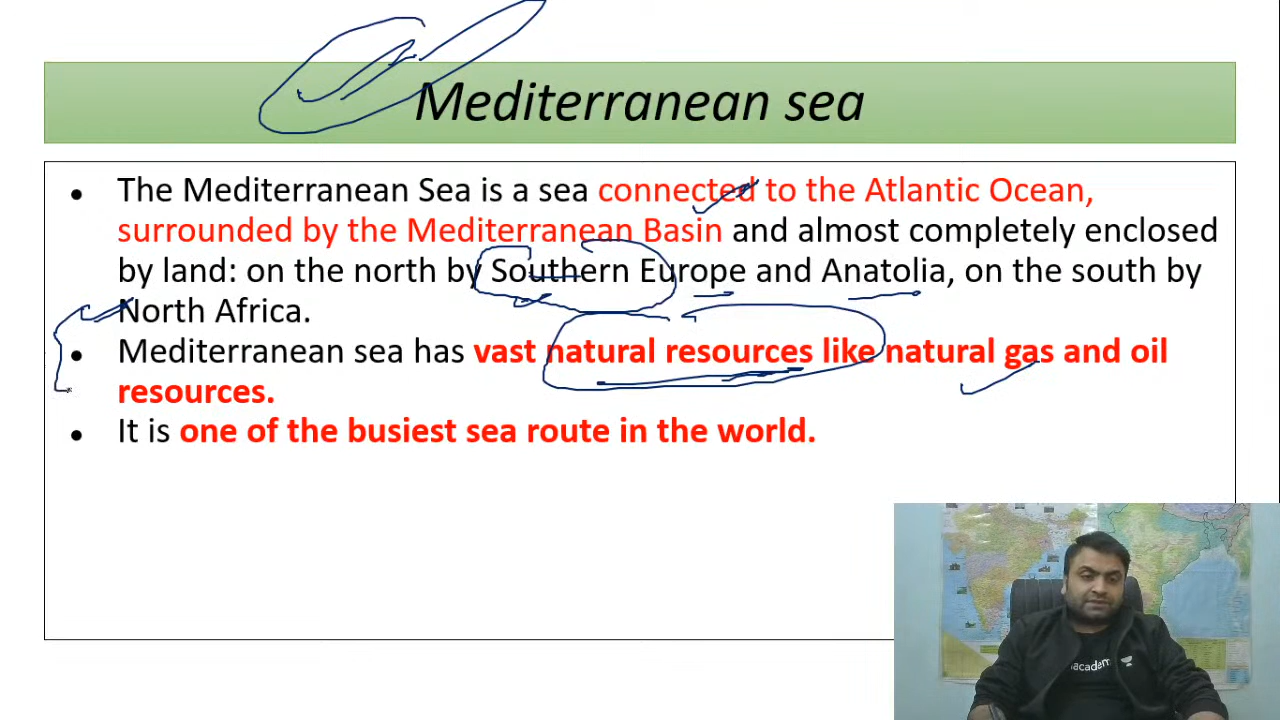 Mediterranean sea
• The Mediterranean Sea is a sea connected to the Atlantic Ocean,
surrounded by the Mediterranean Basin and almost completely enclosed
by land: on the north by Southern Europe and Anatolia, on the south by
North Africa.
• Mediterranean sea has vast natural resources like natural gas and oil
resources.
• It is one of the busiest sea route in the world.